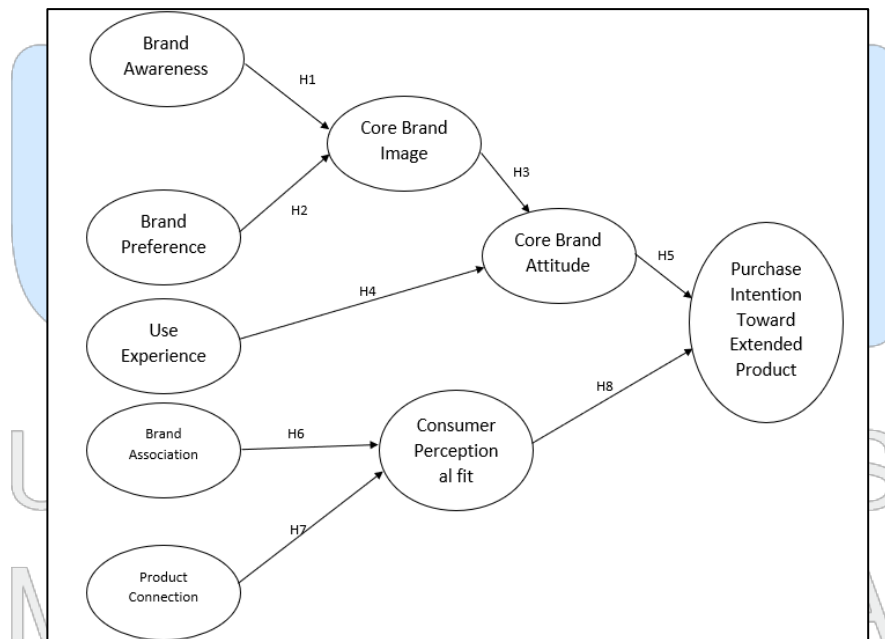 Brand
Awareness
H1
Core Brand
Image
H2
H3
Brand
Preference
Core Brand
Attitude
H5
Purchase
Intention
Toward
Extended
Product
H4
Use
Experience
H8
Brand
Association
H6
Consumer
Perception
al fit
H7
Product
Connection